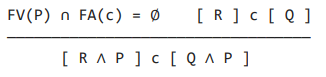 FV(P) ∩ FA(c) = Ø [ R ] c [ Q ]
[ R ∧ P ] c [ Q ∧ P ]